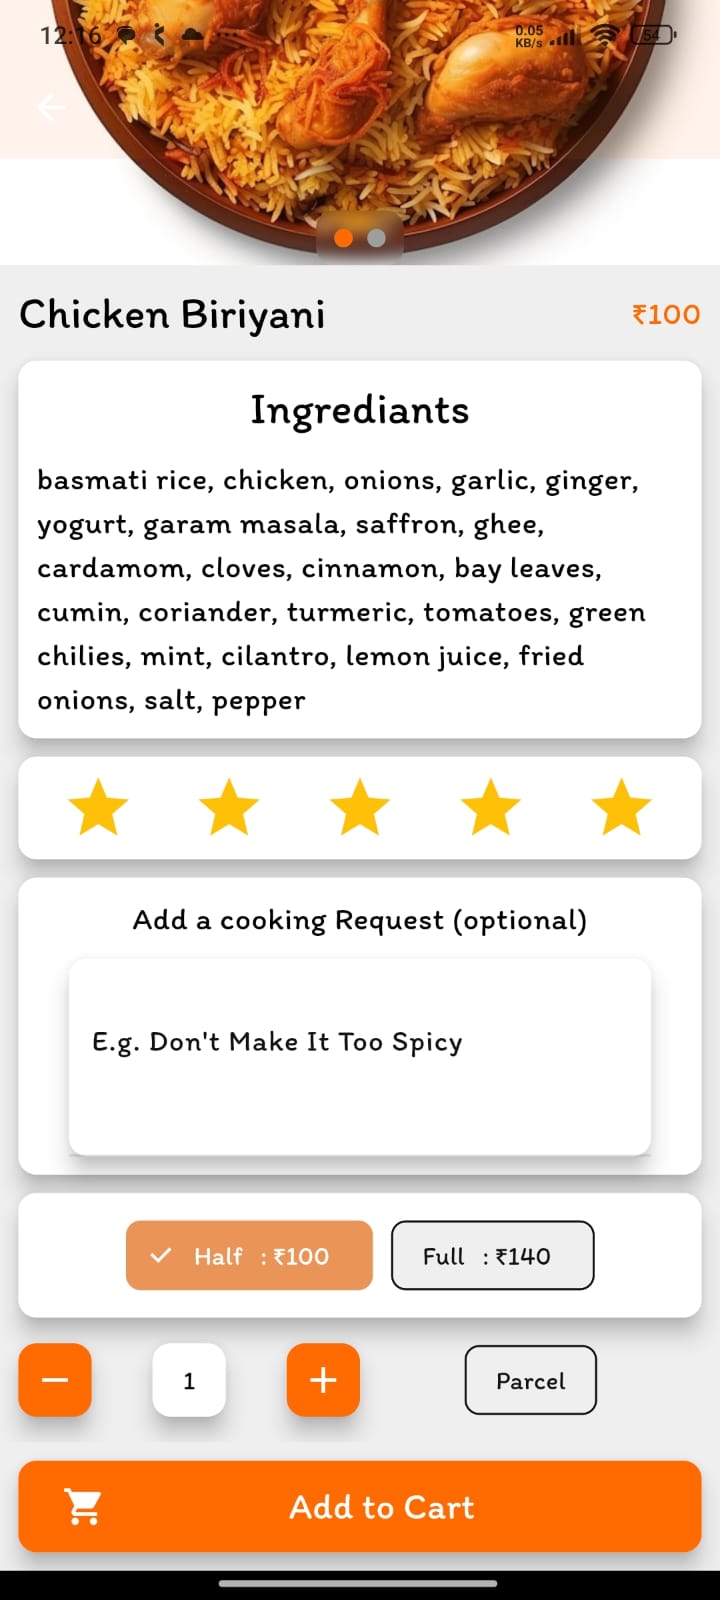 12:16
0.05
KB/s
54
Chicken Biriyani
₹100
Ingrediants
basmati rice, chicken, onions, garlic, ginger,
yogurt, garam masala, saffron, ghee,
cardamom, cloves, cinnamon, bay leaves,
cumin, coriander, turmeric, tomatoes, green
chilies, mint, cilantro, lemon juice, fried
onions, salt, pepper
Add a cooking Request (optional)
E.g. Don't Make It Too Spicy
Half : ₹100
Full : ₹140
1
Parcel
Add to Cart